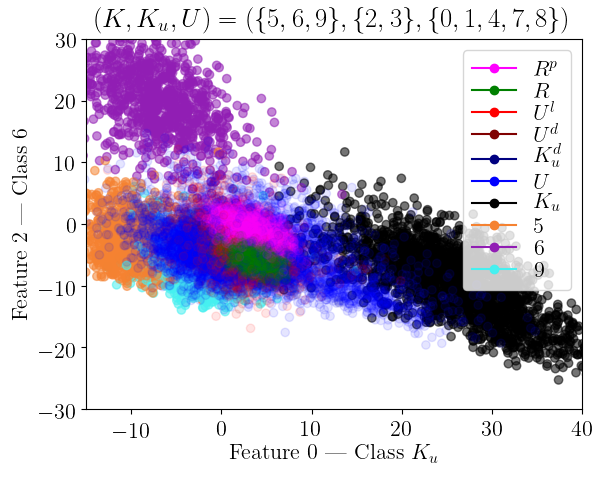 (K, K_u, U) = ({5, 6, 9}, {2, 3}, {0, 1, 4, 7, 8})
30
20
10
0
−10
−20
−30
Feature 2 — Class 6
−10
0
10
20
30
40
Feature 0 — Class K_u
R^p
R
U^l
U^d
K_u^d
U
K_u
5
6
9